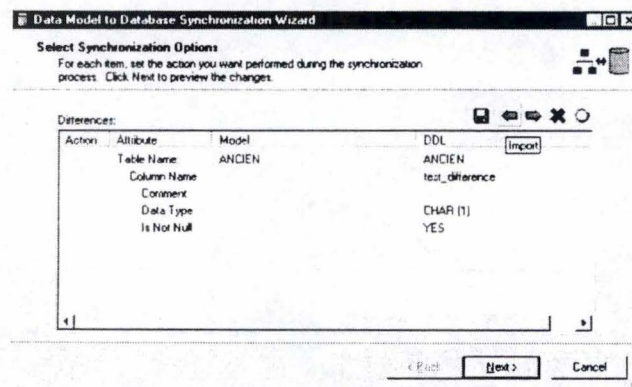 Data Model to Database Synchronization Wizard
Select Synchronization Options
For each item, set the action you want performed during the synchronization
process. Click Next to preview the changes.
Differences:
Action Attribute Model DDL
Import
Table Name ANCIEN ANCIEN
Column Name test_difference
Comment
Data Type CHAR (1)
Is Not Null YES
< Back Next > Cancel